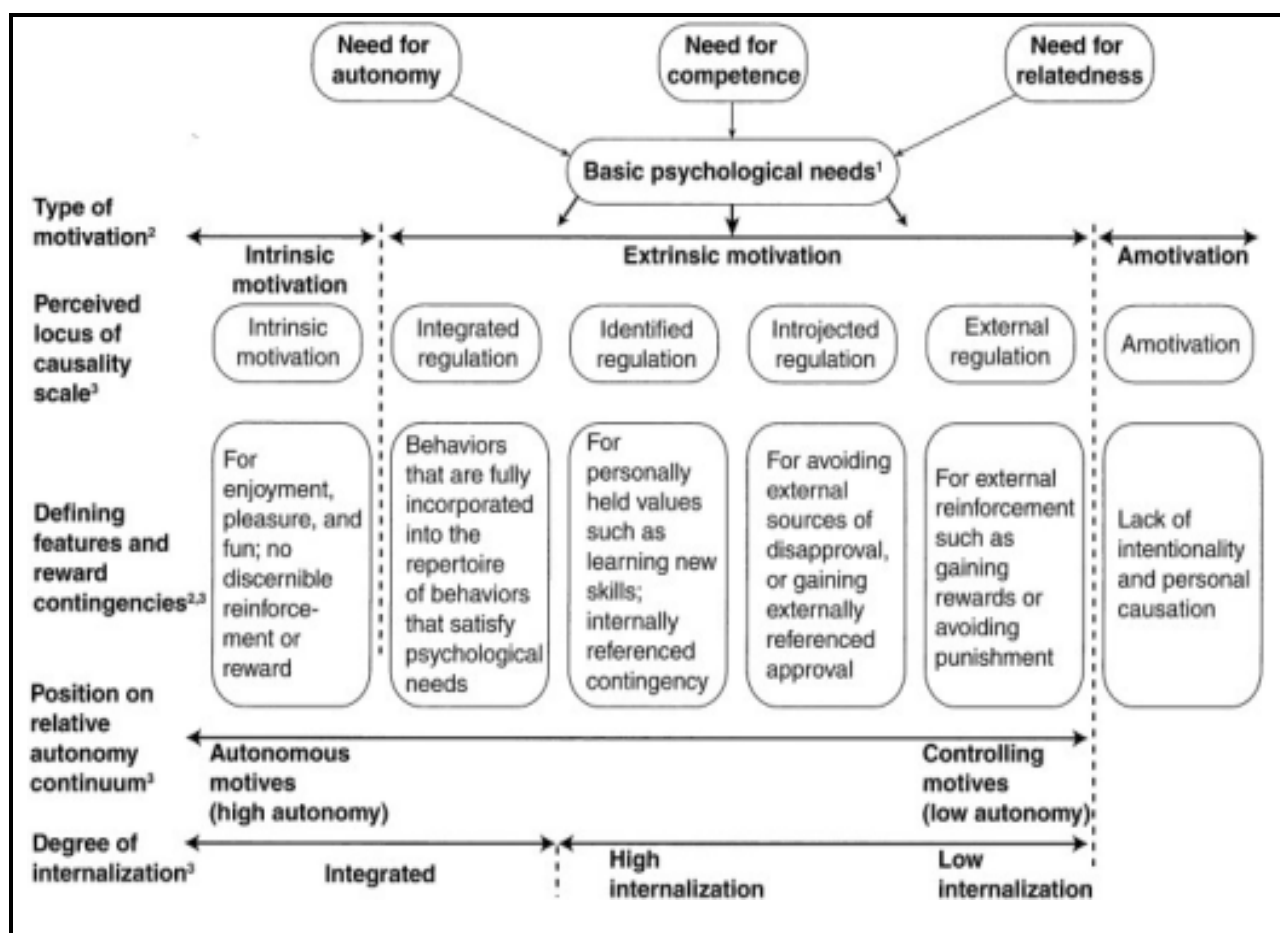 Need for
autonomy
Need for
competence
Need for
relatedness
Basic psychological needs¹
Type of
motivation²
Intrinsic
motivation
Extrinsic motivation
Amotivation
Perceived
locus of
causality
scale³
Intrinsic
motivation
Integrated
regulation
Identified
regulation
Introjected
regulation
External
regulation
Amotivation
Defining
features and
reward
contingencies²,³
For
enjoyment,
pleasure, and
fun; no
discernible
reinforce-
ment or
reward
Behaviors
that are fully
incorporated
into the
repertoire
of behaviors
that satisfy
psychological
needs
For
personally
held values
such as
learning new
skills;
internally
referenced
contingency
For avoiding
external
sources of
disapproval,
or gaining
externally
referenced
approval
For external
reinforcement
such as
gaining
rewards or
avoiding
punishment
Lack of
intentionality
and personal
causation
Position on
relative
autonomy
continuum³
Autonomous
motives
(high autonomy)
Controlling
motives
(low autonomy)
Degree of
internalization³
Integrated
High
internalization
Low
internalization